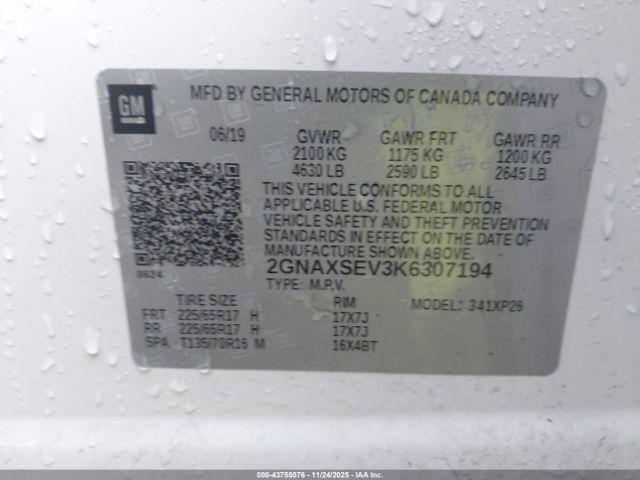 GM
MFD BY GENERAL MOTORS OF CANADA COMPANY
06/19 GVWR GAWR FRT GAWR RR
2100 KG 1175 KG 1200 KG
4630 LB 2590 LB 2645 LB
THIS VEHICLE CONFORMS TO ALL
APPLICABLE U.S. FEDERAL MOTOR
VEHICLE SAFETY AND THEFT PREVENTION
STANDARDS IN EFFECT ON THE DATE OF
MANUFACTURE SHOWN ABOVE.
0624
2GNAXSEV3K6307194
TYPE: M.P.V.
TIRE SIZE RIM MODEL: 341XP26
FRT 225/65R17 H 17X7J
RR 225/65R17 H 17X7J
SPA T135/70R16 M 16X4BT
000-43755076 - 11/24/2025 - IAA Inc.